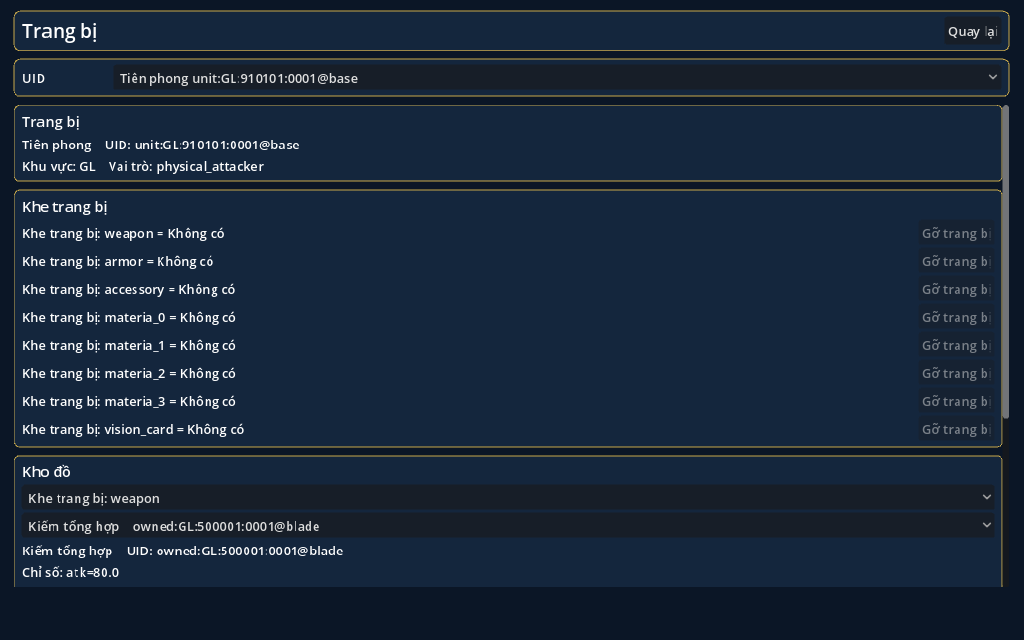 Trang bị
Quay lại
UID
Tiên phong unit:GL:910101:0001@base
Trang bị
Tiên phong UID: unit:GL:910101:0001@base
Khu vực: GL Vai trò: physical_attacker
Khe trang bị
Khe trang bị: weapon = Không có
Gỡ trang bị
Khe trang bị: armor = Không có
Gỡ trang bị
Khe trang bị: accessory = Không có
Gỡ trang bị
Khe trang bị: materia_0 = Không có
Gỡ trang bị
Khe trang bị: materia_1 = Không có
Gỡ trang bị
Khe trang bị: materia_2 = Không có
Gỡ trang bị
Khe trang bị: materia_3 = Không có
Gỡ trang bị
Khe trang bị: vision_card = Không có
Gỡ trang bị
Kho đồ
Khe trang bị: weapon
Kiếm tổng hợp owned:GL:500001:0001@blade
Kiếm tổng hợp UID: owned:GL:500001:0001@blade
Chỉ số: atk=80.0